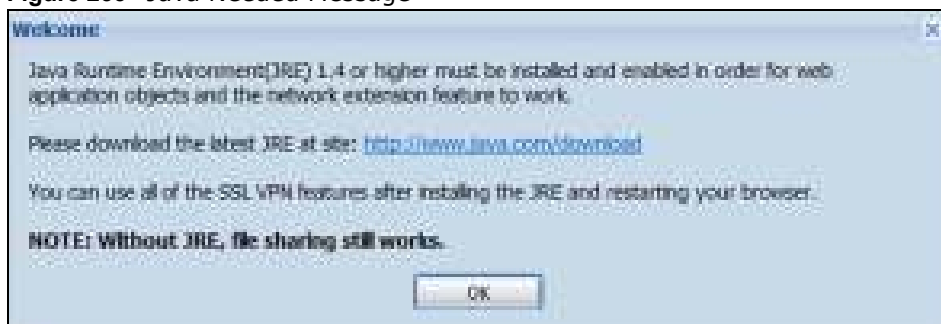 Java Needed Message
Welcome
Java Runtime Environment(JRE) 1.4 or higher must be installed and enabled in order for web
application objects and the network extension feature to work.
Please download the latest JRE at site: http://www.java.com/download
You can use all of the SSL VPN features after installing the JRE and restarting your browser.
NOTE: Without JRE, file sharing still works.
OK